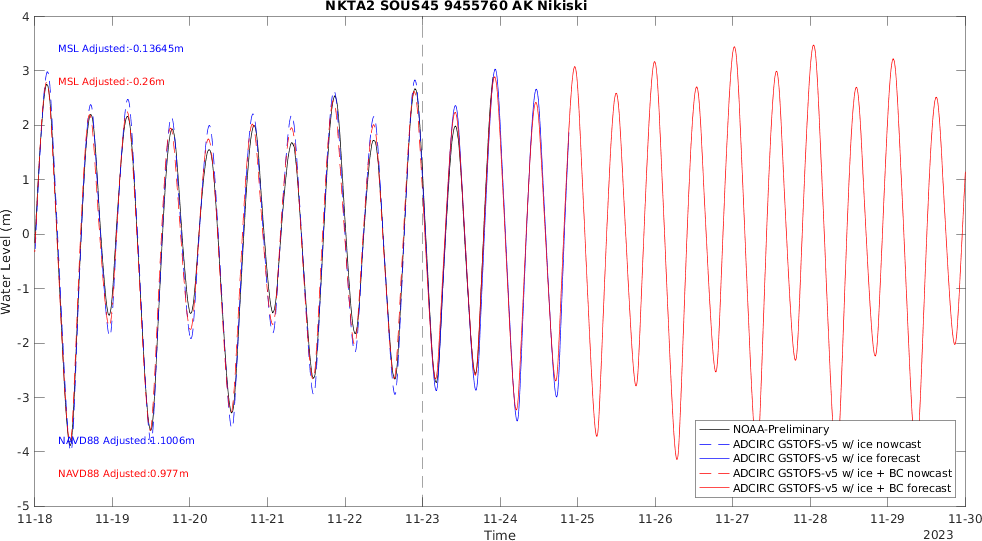 NKTA2 SOUS45 9455760 AK Nikiski
4
3
2
1
0
-1
-2
-3
-4
-5
Water Level (m)
MSL Adjusted:-0.13645m
MSL Adjusted:-0.26m
NAVD88 Adjusted:1.1006m
NAVD88 Adjusted:0.977m
NOAA-Preliminary
ADCIRC GSTOFS-v5 w/ ice nowcast
ADCIRC GSTOFS-v5 w/ ice forecast
ADCIRC GSTOFS-v5 w/ ice + BC nowcast
ADCIRC GSTOFS-v5 w/ ice + BC forecast
11-18 11-19 11-20 11-21 11-22 11-23 11-24 11-25 11-26 11-27 11-28 11-29 11-30
Time
2023